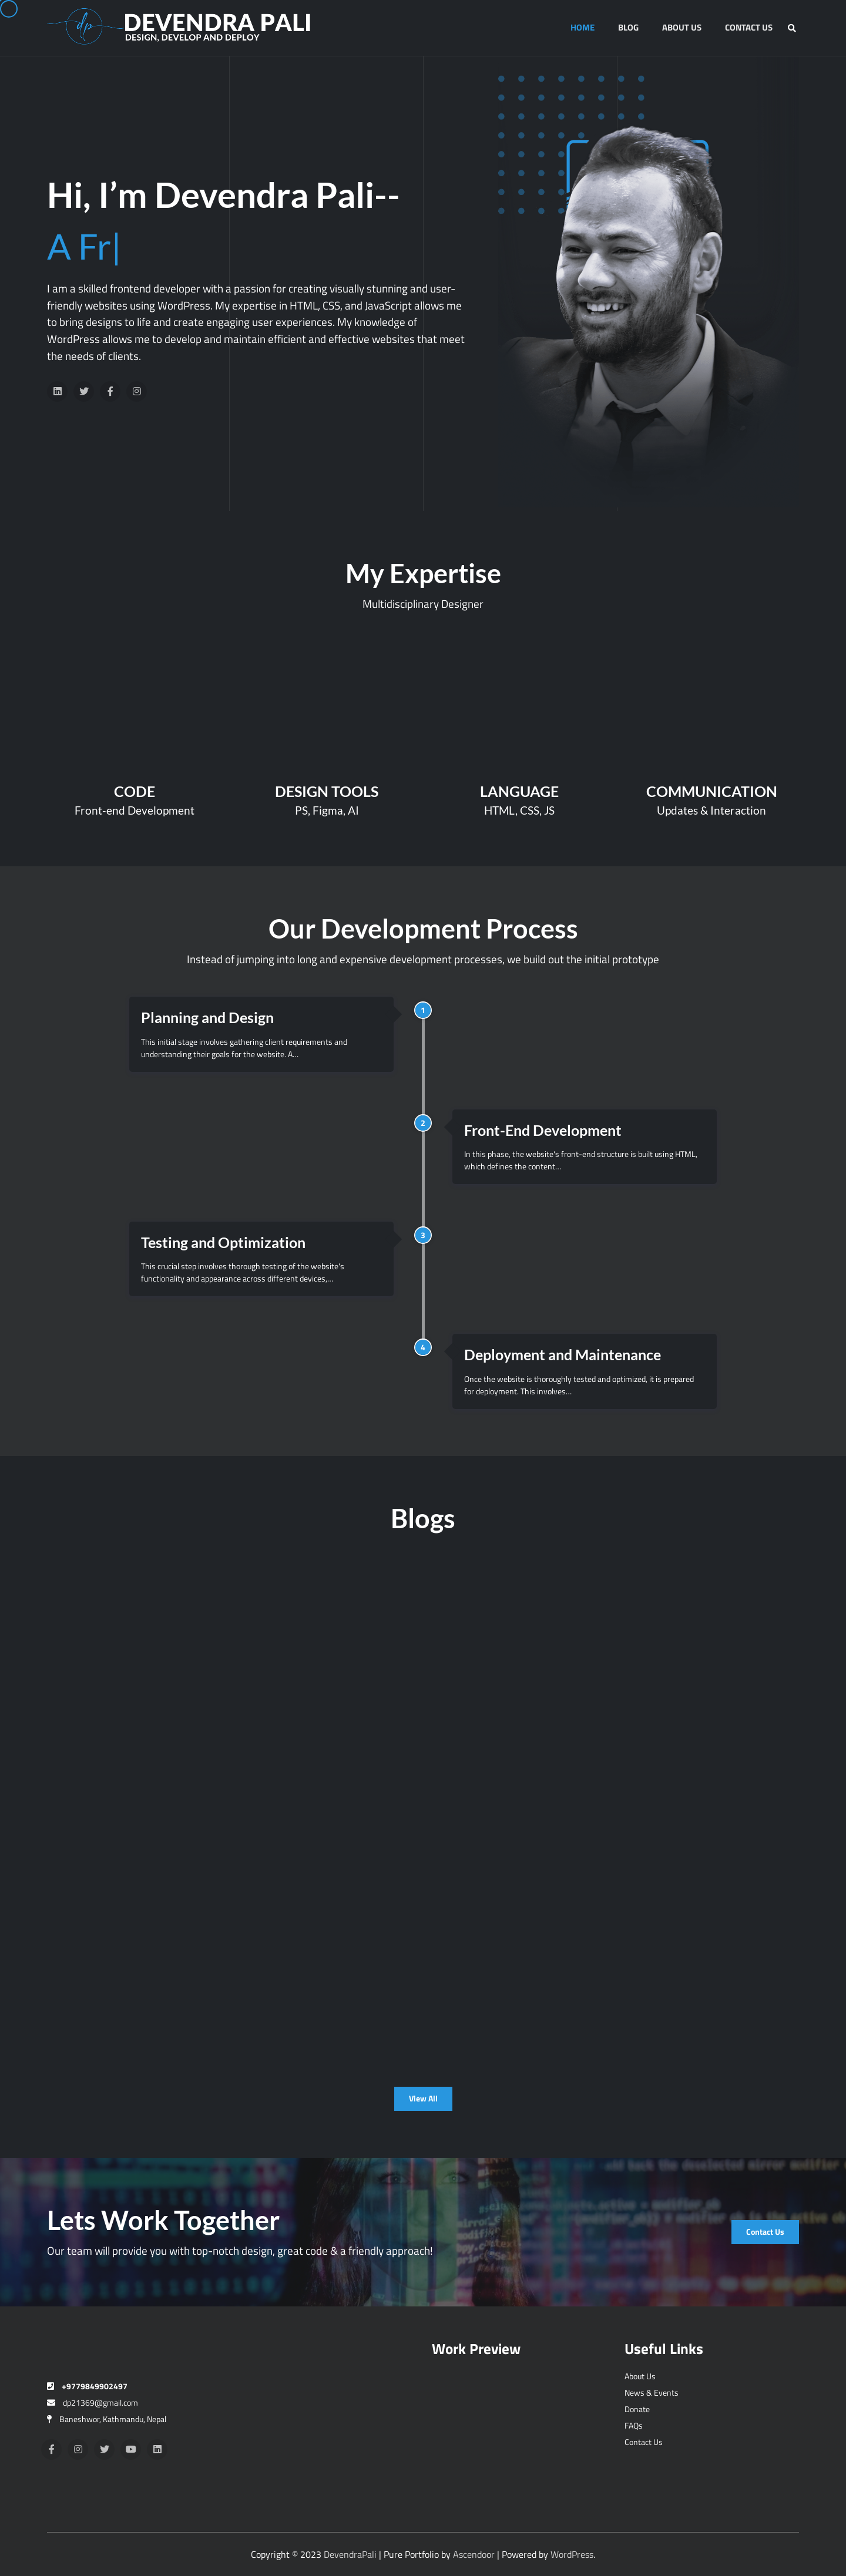 dp
DEVENDRA PALI
DESIGN, DEVELOP AND DEPLOY
HOME
BLOG
ABOUT US
CONTACT US
Hi, I’m Devendra Pali--
A Fr|
I am a skilled frontend developer with a passion for creating visually stunning and user-
friendly websites using WordPress. My expertise in HTML, CSS, and JavaScript allows me
to bring designs to life and create engaging user experiences. My knowledge of
WordPress allows me to develop and maintain efficient and effective websites that meet
the needs of clients.
My Expertise
Multidisciplinary Designer
CODE
Front-end Development
DESIGN TOOLS
PS, Figma, AI
LANGUAGE
HTML, CSS, JS
COMMUNICATION
Updates & Interaction
Our Development Process
Instead of jumping into long and expensive development processes, we build out the initial prototype
1
Planning and Design
This initial stage involves gathering client requirements and
understanding their goals for the website. A…
2
Front-End Development
In this phase, the website's front-end structure is built using HTML,
which defines the content…
3
Testing and Optimization
This crucial step involves thorough testing of the website's
functionality and appearance across different devices,…
4
Deployment and Maintenance
Once the website is thoroughly tested and optimized, it is prepared
for deployment. This involves…
Blogs
View All
Lets Work Together
Our team will provide you with top-notch design, great code & a friendly approach!
Contact Us
+9779849902497
dp21369@gmail.com
Baneshwor, Kathmandu, Nepal
Work Preview
Useful Links
About Us
News & Events
Donate
FAQs
Contact Us
Copyright © 2023 DevendraPali | Pure Portfolio by Ascendoor | Powered by WordPress.